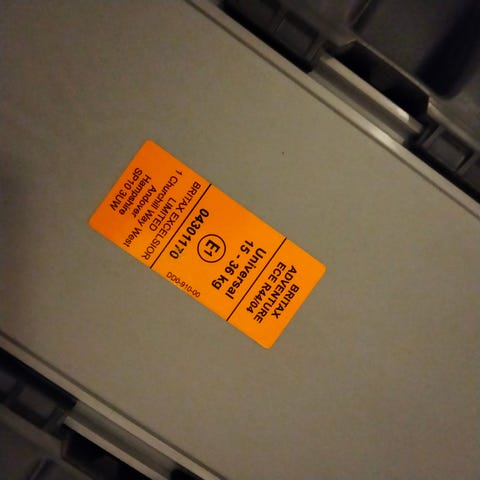 BRITAX
ADVENTURE
ECE R44/04
Universal
15 - 36 kg
E1
04301170
BRITAX EXCELSIOR
LIMITED
1 Churchill Way West
Andover
Hampshire
SP10 3UW
DD0-910-00